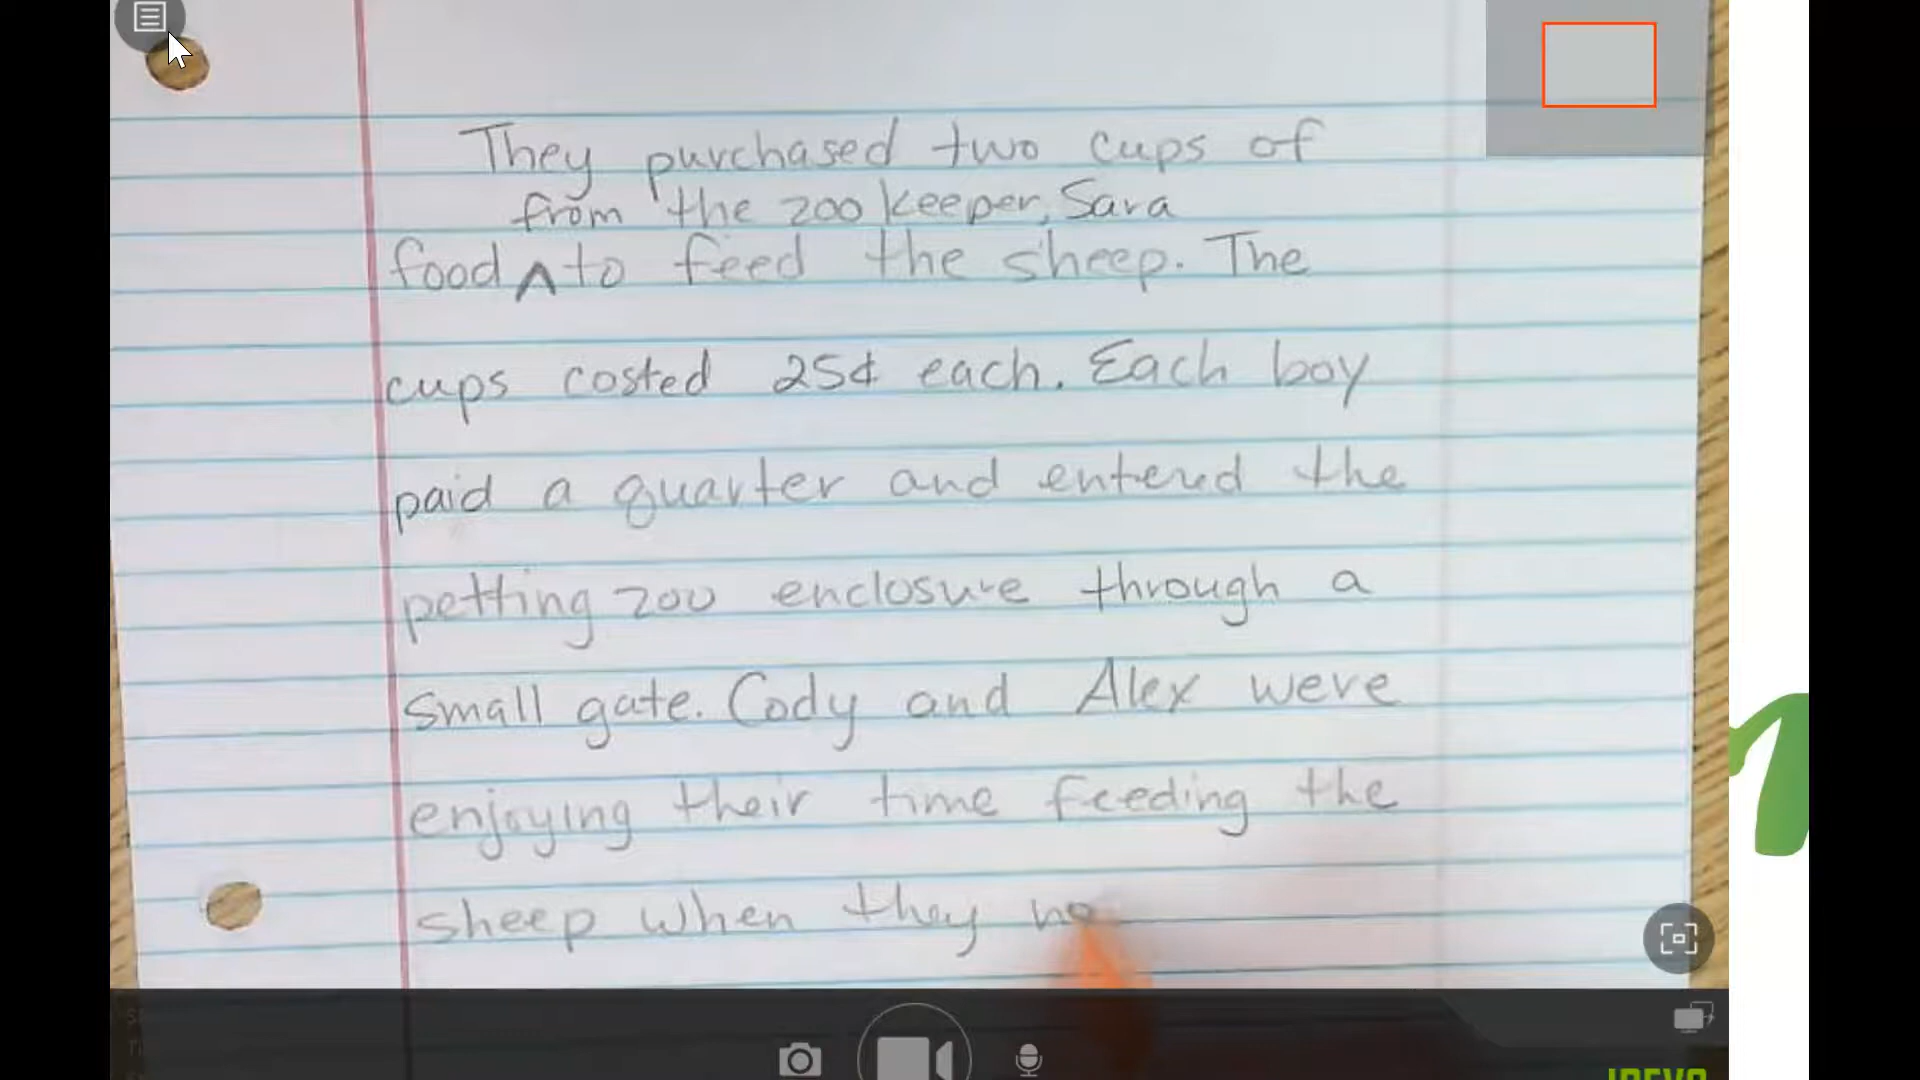 They purchased two cups of
from the zoo keeper, Sara
food ^ to feed the sheep. The
cups costed 25¢ each. Each boy
paid a quarter and entered the
petting zoo enclosure through a
small gate. Cody and Alex were
enjoying their time feeding the
sheep when they no